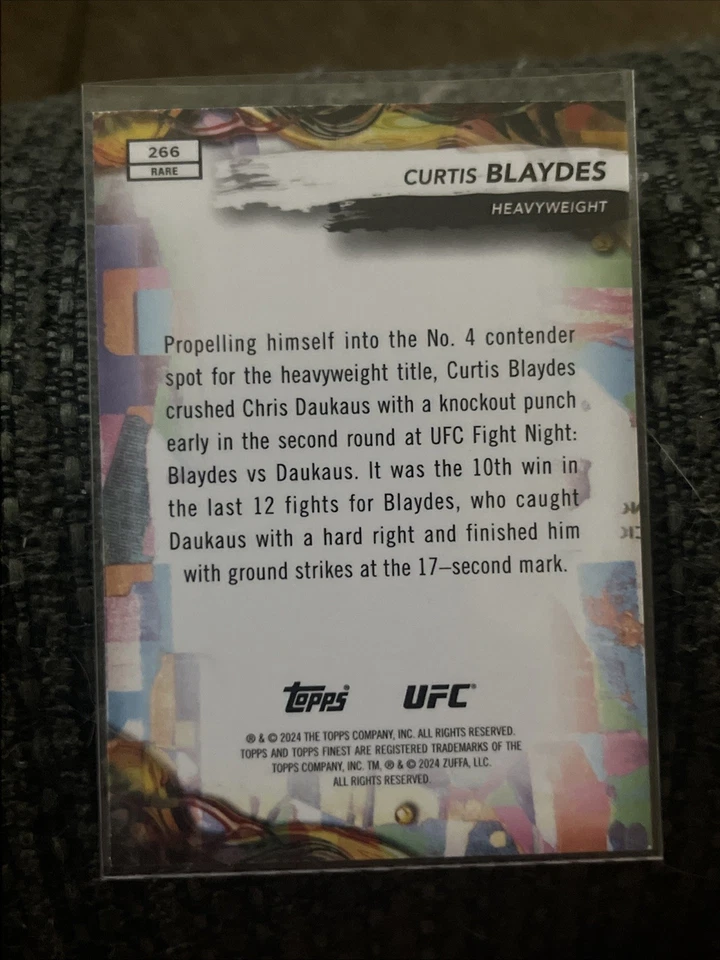 266
RARE
CURTIS BLAYDES
HEAVYWEIGHT
Propelling himself into the No. 4 contender
spot for the heavyweight title, Curtis Blaydes
crushed Chris Daukaus with a knockout punch
early in the second round at UFC Fight Night:
Blaydes vs Daukaus. It was the 10th win in
the last 12 fights for Blaydes, who caught
Daukaus with a hard right and finished him
with ground strikes at the 17–second mark.
Topps® UFC®
® & © 2024 THE TOPPS COMPANY, INC. ALL RIGHTS RESERVED.
TOPPS AND TOPPS FINEST ARE REGISTERED TRADEMARKS OF THE
TOPPS COMPANY, INC. TM, ® & © 2024 ZUFFA, LLC.
ALL RIGHTS RESERVED.